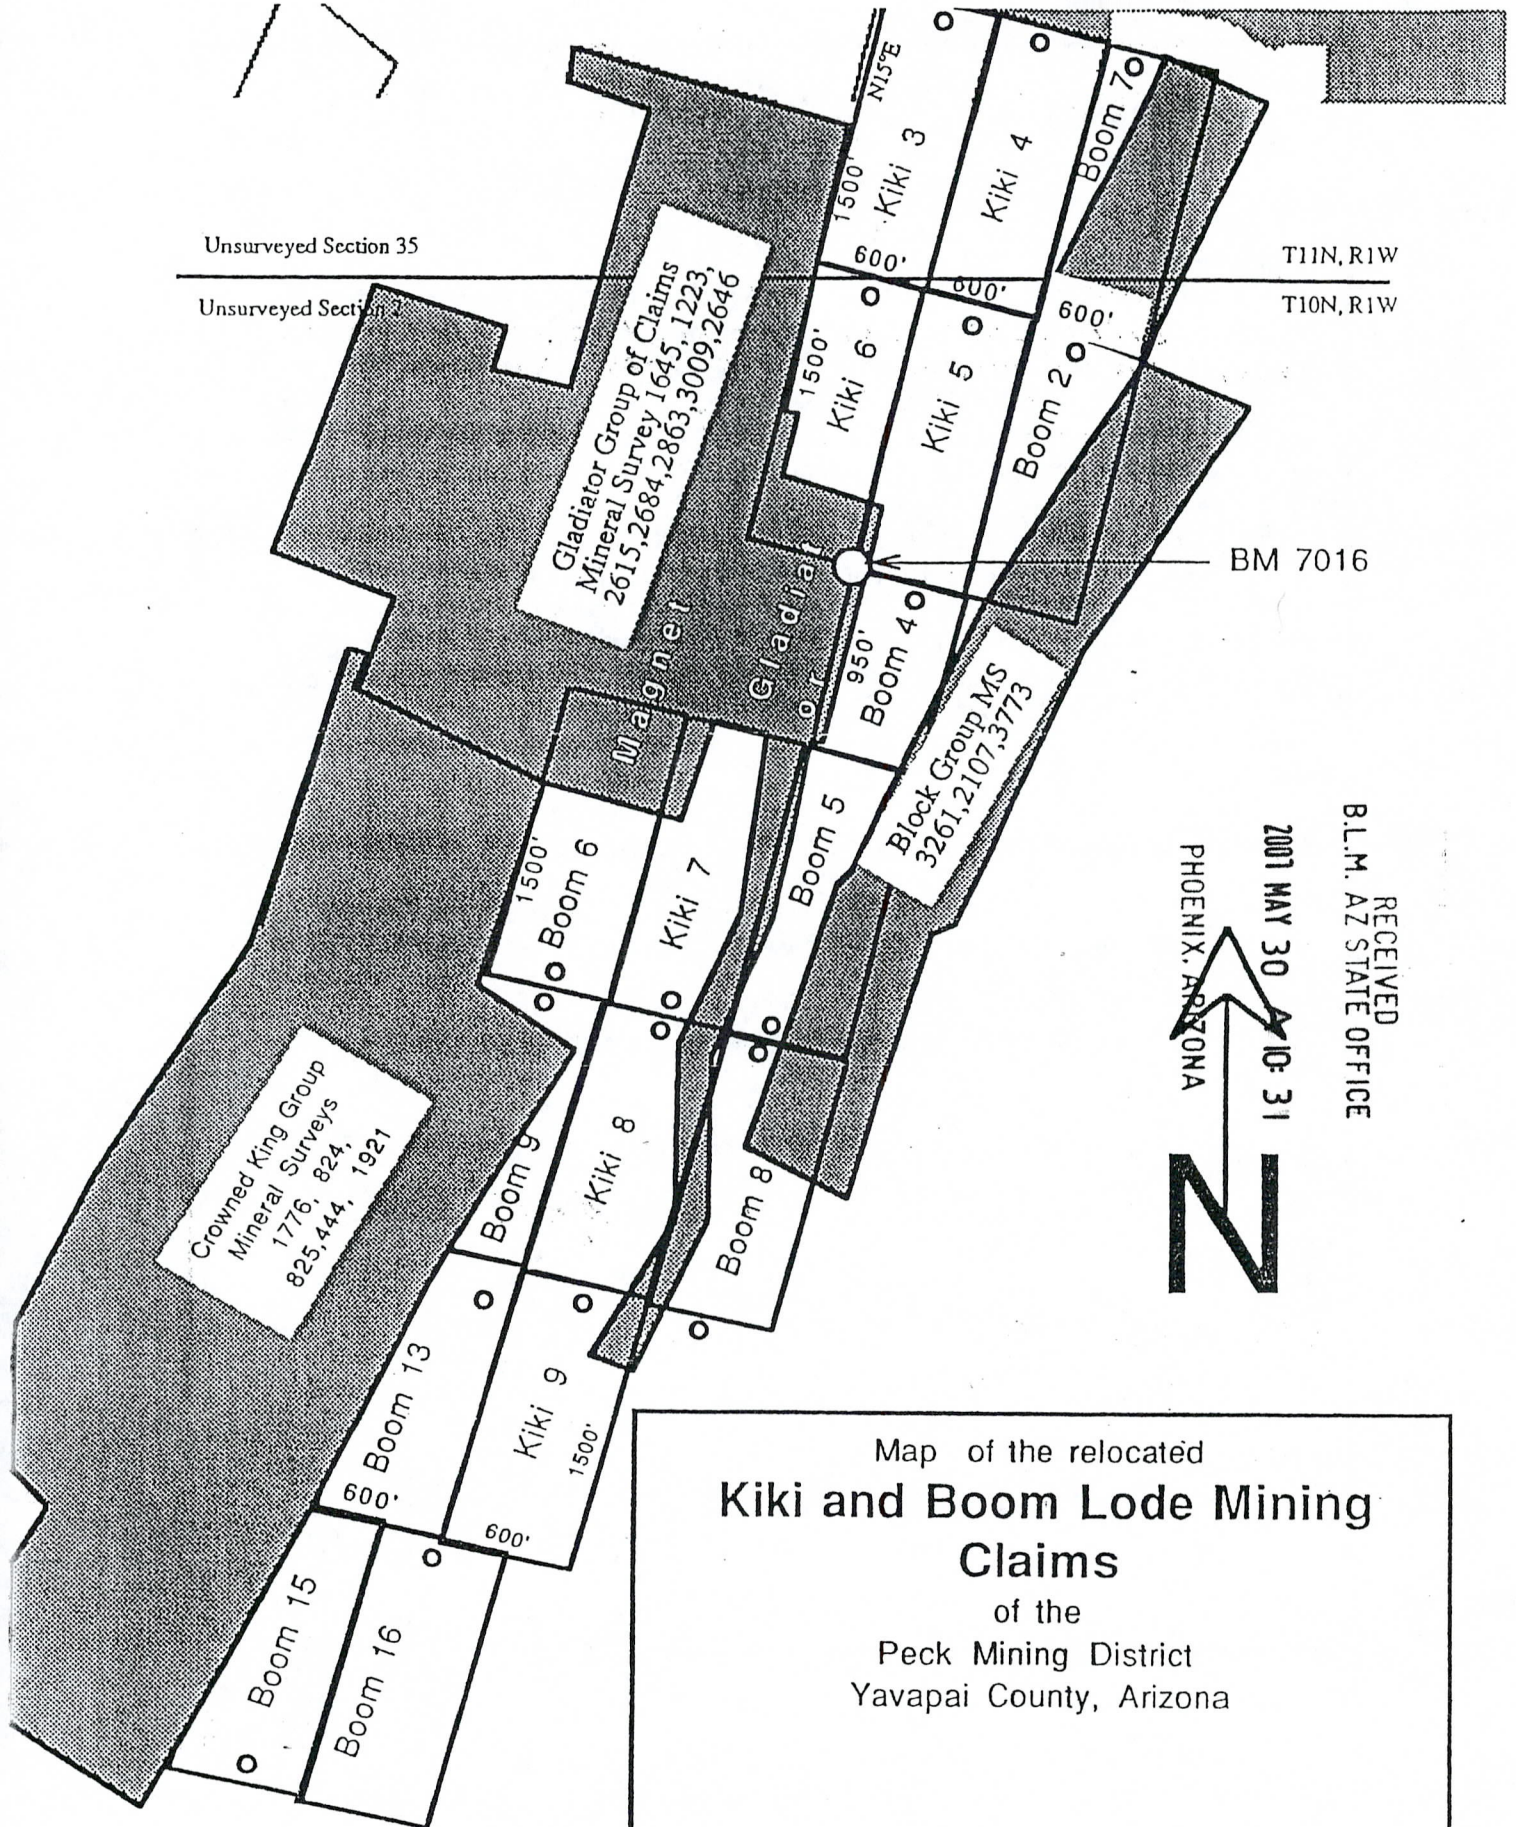 N15°E
1500'
Kiki 3
Kiki 4
Boom 7
Unsurveyed Section 35
T11N, R1W
600'
600'
Unsurveyed Section 2
T10N, R1W
600'
Gladiator Group of Claims
Mineral Survey 1645, 1223,
2615,2684,2863,3009,2646
1500'
Kiki 6
Kiki 5
Boom 2
BM 7016
Magnet
Gladiat
or
950'
Boom 4
Block Group MS
3261,2107,3773
1500'
Boom 6
Kiki 7
Boom 5
RECEIVED
B.L.M. AZ STATE OFFICE
2001 MAY 30 A 10: 31
PHOENIX, ARIZONA
N
Crowned King Group
Mineral Surveys
1776, 824,
825,444, 1921
Boom 9
Kiki 8
Boom 8
Boom 13
Kiki 9
1500'
600'
600'
Boom 15
Boom 16
Map of the relocated
Kiki and Boom Lode Mining
Claims
of the
Peck Mining District
Yavapai County, Arizona